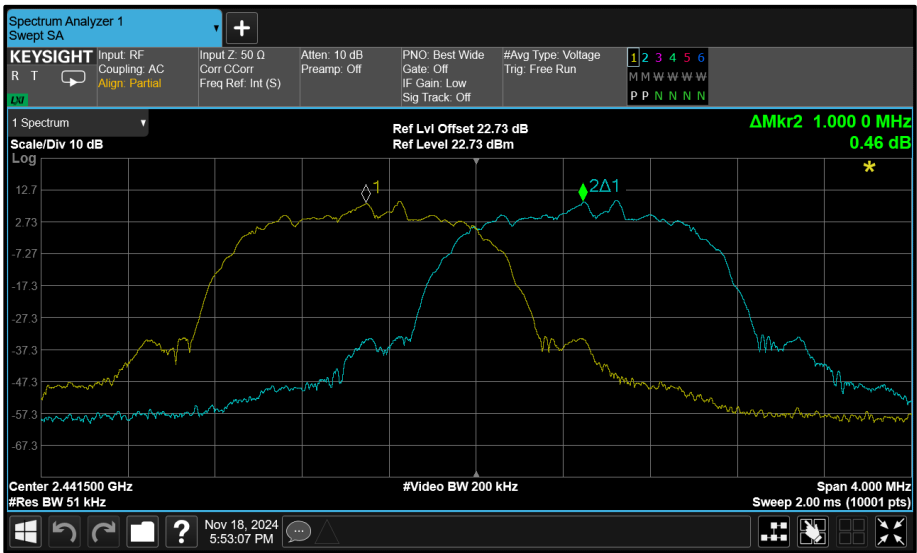 Spectrum Analyzer 1
Swept SA
+
KEYSIGHT Input: RF Input Z: 50 Ω Atten: 10 dB PNO: Best Wide #Avg Type: Voltage 1 2 3 4 5 6
R T Coupling: AC Corr CCorr Preamp: Off Gate: Off Trig: Free Run M M W W W W
Align: Partial Freq Ref: Int (S) IF Gain: Low P P N N N N
LXI Sig Track: Off
1 Spectrum
Ref Lvl Offset 22.73 dB ΔMkr2 1.000 0 MHz
Scale/Div 10 dB Ref Level 22.73 dBm 0.46 dB
Log
*
1 2Δ1
12.7
2.73
-7.27
-17.3
-27.3
-37.3
-47.3
-57.3
-67.3
Center 2.441500 GHz #Video BW 200 kHz Span 4.000 MHz
#Res BW 51 kHz Sweep 2.00 ms (10001 pts)
? Nov 18, 2024
5:53:07 PM